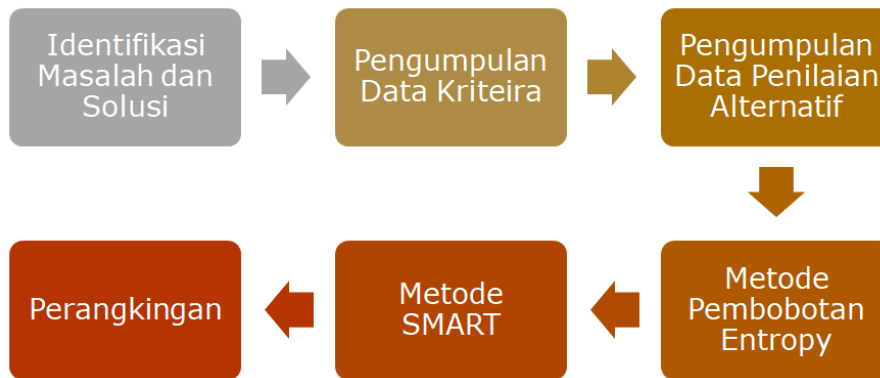 Identifikasi
Masalah dan
Solusi
Pengumpulan
Data Kriteira
Pengumpulan
Data Penilaian
Alternatif
Metode
Pembobotan
Entropy
Metode
SMART
Perangkingan